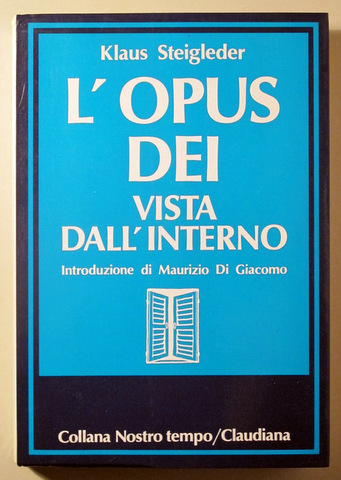 Klaus Steigleder
L'OPUS
DEI
VISTA
DALL'INTERNO
Introduzione di Maurizio Di Giacomo
Collana Nostro tempo/Claudiana